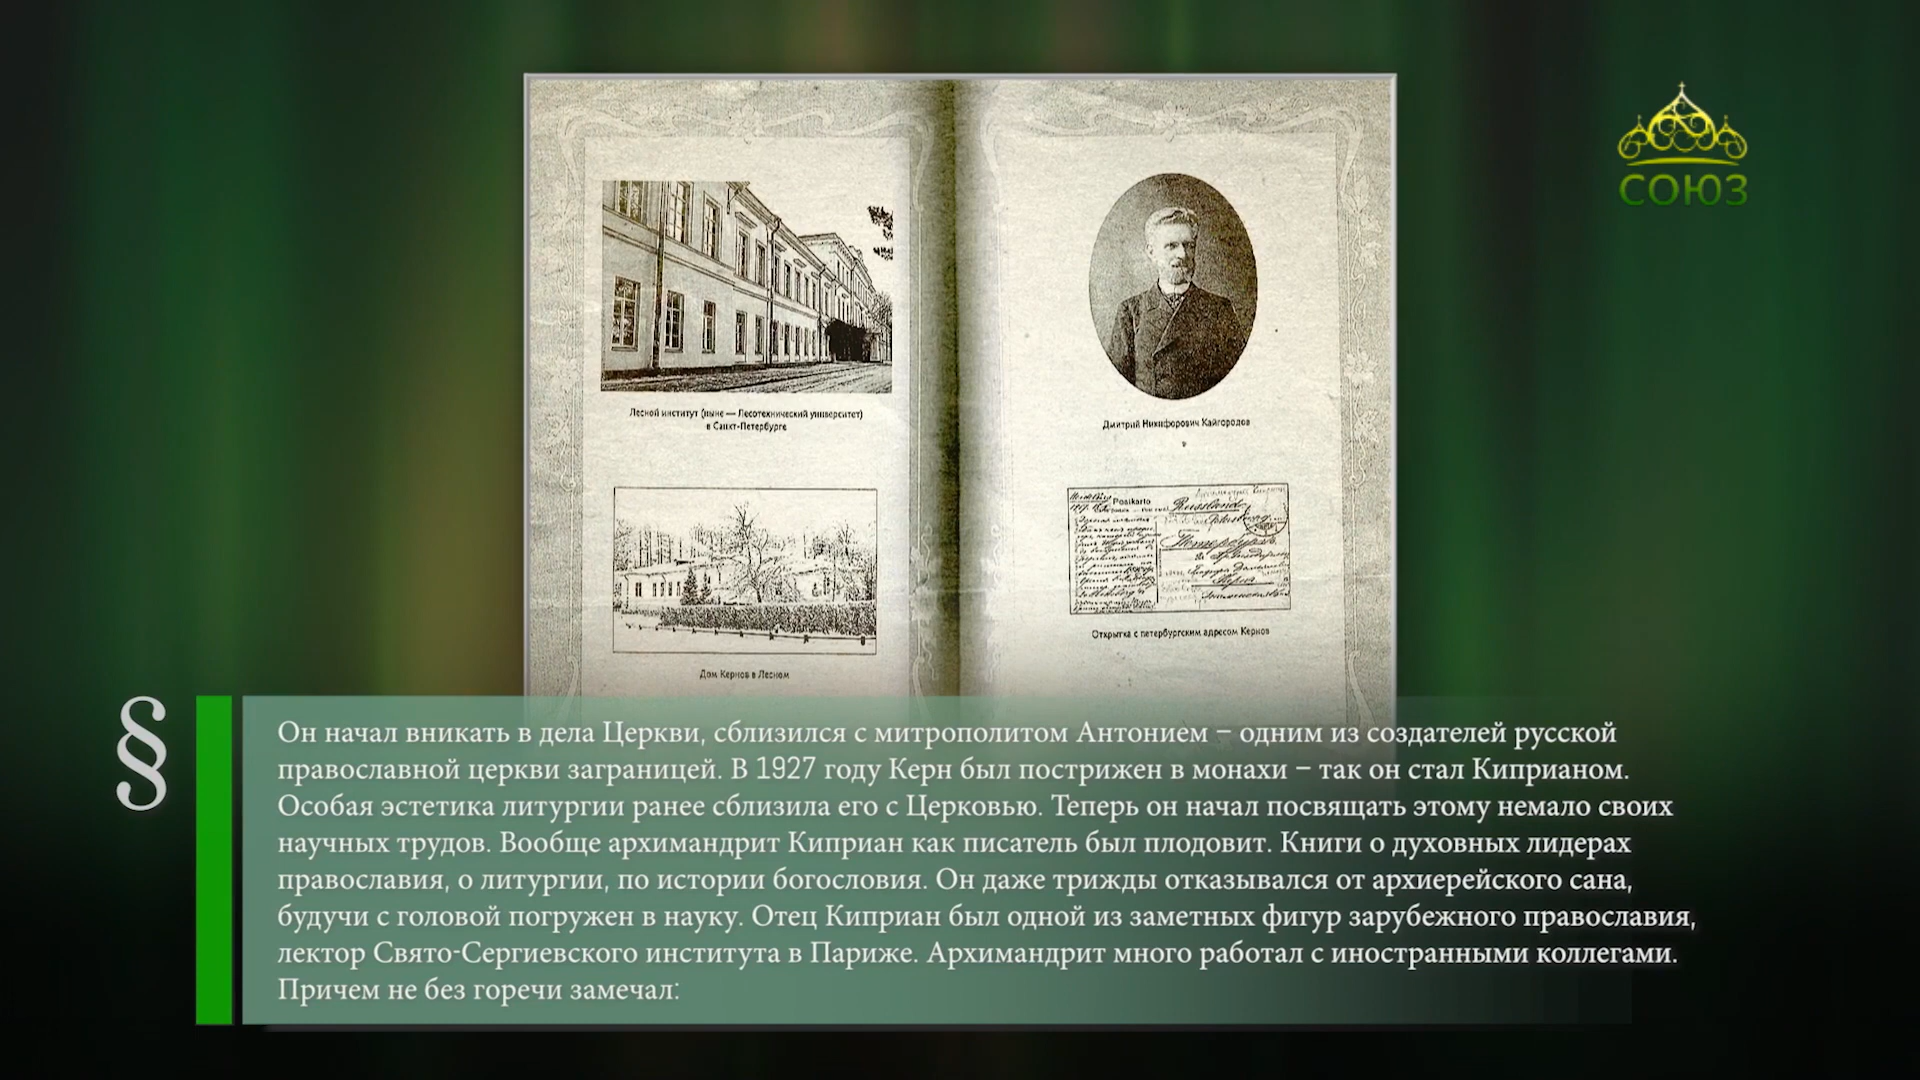 СОЮЗ
Лесной институт (ныне — Лесотехнический университет)
в Санкт-Петербурге
Дмитрий Никифорович Кайгородов
Postkarte
Russland
Открытка с петербургским адресом Кернов
Дом Кернов в Лесном
§
Он начал вникать в дела Церкви, сблизился с митрополитом Антонием – одним из создателей русской
православной церкви заграницей. В 1927 году Керн был пострижен в монахи – так он стал Киприаном.
Особая эстетика литургии ранее сблизила его с Церковью. Теперь он начал посвящать этому немало своих
научных трудов. Вообще архимандрит Киприан как писатель был плодовит. Книги о духовных лидерах
православия, о литургии, по истории богословия. Он даже трижды отказывался от архиерейского сана,
будучи с головой погружен в науку. Отец Киприан был одной из заметных фигур зарубежного православия,
лектор Свято-Сергиевского института в Париже. Архимандрит много работал с иностранными коллегами.
Причем не без горечи замечал: